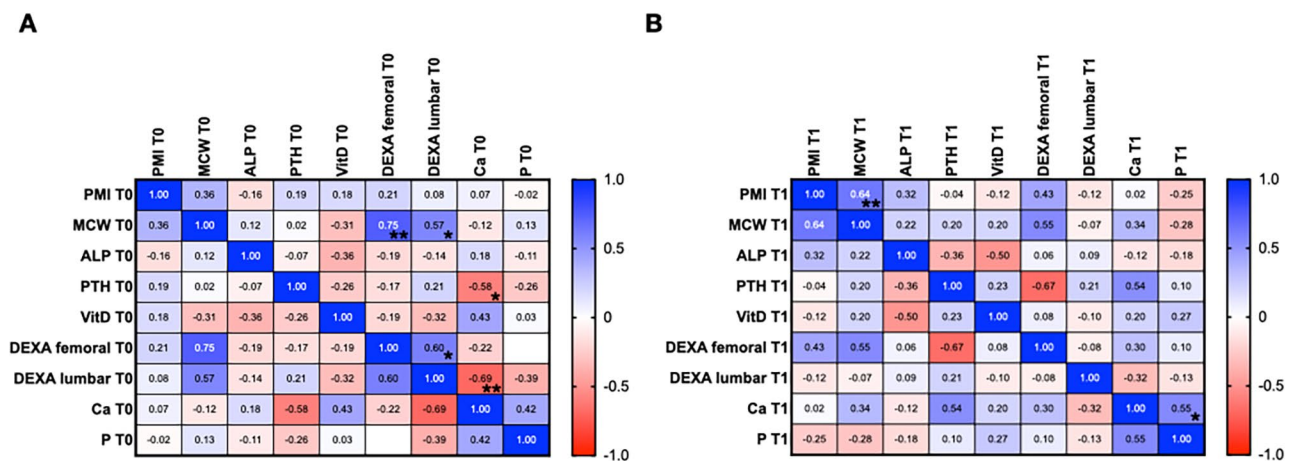 A
PMI T0 MCW T0 ALP T0 PTH T0 VitD T0 DEXA femoral T0 DEXA lumbar T0 Ca T0 P T0
PMI T0 1.00 0.36 -0.16 0.19 0.18 0.21 0.08 0.07 -0.02
MCW T0 0.36 1.00 0.12 0.02 -0.31 0.75 ** 0.57 * -0.12 0.13
ALP T0 -0.16 0.12 1.00 -0.07 -0.36 -0.19 -0.14 0.18 -0.11
PTH T0 0.19 0.02 -0.07 1.00 -0.26 -0.17 0.21 -0.58 * -0.26
VitD T0 0.18 -0.31 -0.36 -0.26 1.00 -0.19 -0.32 0.43 0.03
DEXA femoral T0 0.21 0.75 -0.19 -0.17 -0.19 1.00 0.60 * -0.22
DEXA lumbar T0 0.08 0.57 -0.14 0.21 -0.32 0.60 1.00 -0.69 ** -0.39
Ca T0 0.07 -0.12 0.18 -0.58 0.43 -0.22 -0.69 1.00 0.42
P T0 -0.02 0.13 -0.11 -0.26 0.03 -0.39 0.42 1.00
1.0
0.5
0
-0.5
-1.0
B
PMI T1 MCW T1 ALP T1 PTH T1 VitD T1 DEXA femoral T1 DEXA lumbar T1 Ca T1 P T1
PMI T1 1.00 0.64 ** 0.32 -0.04 -0.12 0.43 -0.12 0.02 -0.25
MCW T1 0.64 1.00 0.22 0.20 0.20 0.55 -0.07 0.34 -0.28
ALP T1 0.32 0.22 1.00 -0.36 -0.50 0.06 0.09 -0.12 -0.18
PTH T1 -0.04 0.20 -0.36 1.00 0.23 -0.67 0.21 0.54 0.10
VitD T1 -0.12 0.20 -0.50 0.23 1.00 0.08 -0.10 0.20 0.27
DEXA femoral T1 0.43 0.55 0.06 -0.67 0.08 1.00 -0.08 0.30 0.10
DEXA lumbar T1 -0.12 -0.07 0.09 0.21 -0.10 -0.08 1.00 -0.32 -0.13
Ca T1 0.02 0.34 -0.12 0.54 0.20 0.30 -0.32 1.00 0.55 *
P T1 -0.25 -0.28 -0.18 0.10 0.27 0.10 -0.13 0.55 1.00
1.0
0.5
0
-0.5
-1.0